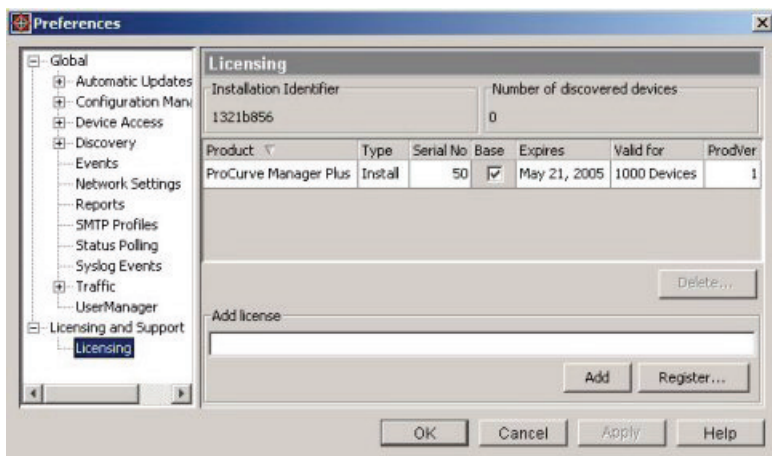 Preferences
Global
Automatic Updates
Configuration Mana
Device Access
Discovery
Events
Network Settings
Reports
SMTP Profiles
Status Polling
Syslog Events
Traffic
UserManager
Licensing and Support
Licensing
Licensing
Installation Identifier
1321b856
Number of discovered devices
0
Product Type Serial No Base Expires Valid for ProdVer
ProCurve Manager Plus Install 50 May 21, 2005 1000 Devices 1
Delete...
Add license
Add Register...
OK Cancel Apply Help